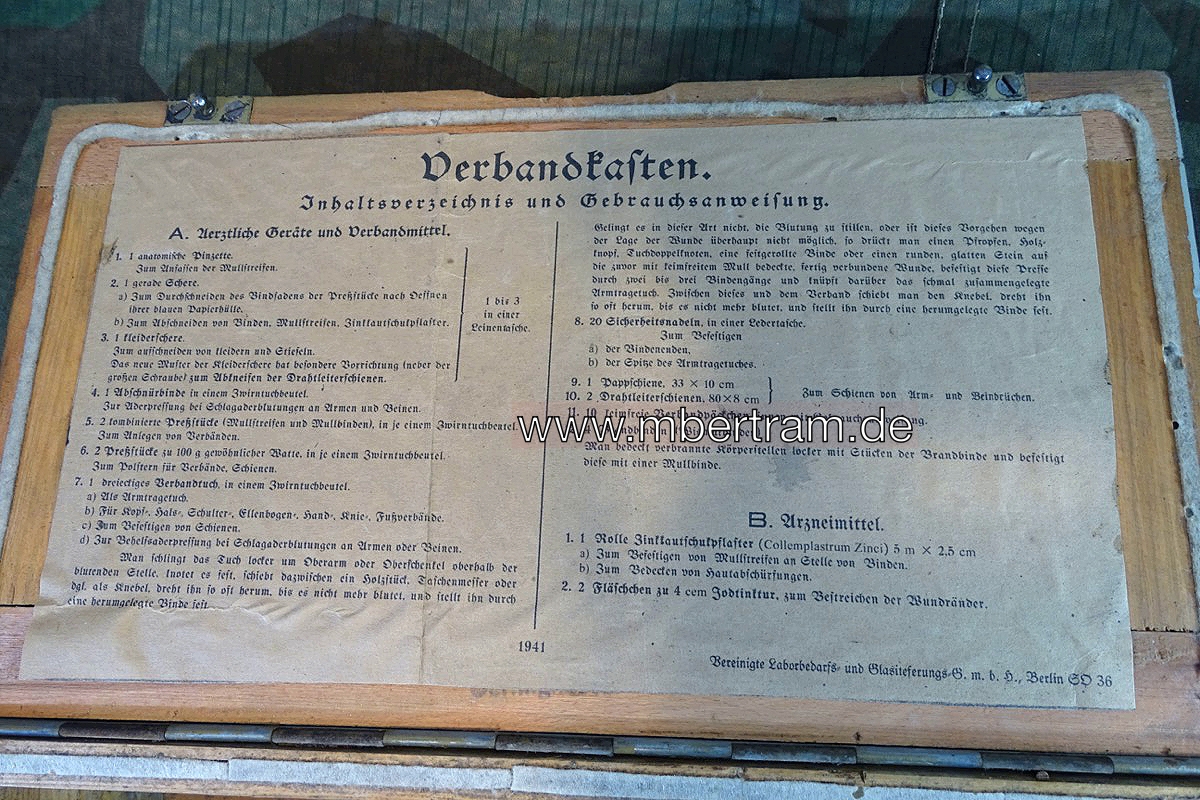 Verbandkasten.
Inhaltsverzeichnis und Gebrauchsanweisung.
A. Aerztliche Geräte und Verbandmittel.
1. 1 anatomische Pinzette.
Zum Anfassen der Mullstreifen.
2. 1 gerade Schere.
a) Zum Durchschneiden des Bindfadens der Preßstücke nach Oeffnen
ihrer blauen Papierhülle.
b) Zum Abschneiden von Binden, Mullstreifen, Zinkkautschukpflaster.
3. 1 Kleiderschere.
Zum aufschneiden von Kleidern und Stiefeln.
Das neue Muster der Kleiderschere hat besondere Vorrichtung (neber der
großen Schraube) zum Abkneifen der Drahtleiterschienen.
1 bis 3
in einer
Leinentasche.
4. 1 Abschnürbinde in einem Zwirntuchbeutel.
Zur Aderpressung bei Schlagaderblutungen an Armen und Beinen.
5. 2 kombinierte Preßstücke (Mullstreifen und Mullbinden), in je einem Zwirntuchbeutel.
Zum Anlegen von Verbänden.
6. 2 Preßstücke zu 100 g gewöhnlicher Watte, in je einem Zwirntuchbeutel.
Zum Polstern für Verbände, Schienen.
7. 1 dreieckiges Verbandtuch, in einem Zwirntuchbeutel.
a) Als Armtragetuch.
b) Für Kopf-, Hals-, Schulter-, Ellenbogen-, Hand-, Knie-, Fußverbände.
c) Zum Befestigen von Schienen.
d) Zur Behelfsaderpressung bei Schlagaderblutungen an Armen oder Beinen.
Man schlingt das Tuch locker um Oberarm oder Oberschenkel oberhalb der
blutenden Stelle, knotet es fest, schiebt dazwischen ein Holzstück, Taschenmesser oder
dgl. als Knebel, dreht ihn so oft herum, bis es nicht mehr blutet, und stellt ihn durch
eine herumgelegte Binde fest.
Gelingt es in dieser Art nicht, die Blutung zu stillen, oder ist dieses Vorgehen wegen
der Lage der Wunde überhaupt nicht möglich, so drückt man einen Pfropfen, Holz-
knopf, Tuchdoppelknoten, eine festgerollte Binde oder einen runden, glatten Stein auf
die zuvor mit keimfreitem Mull bedeckte, fertig verbundene Wunde, befestigt diese Presse
durch zwei bis drei Bindengänge und knüpft darüber das schmal zusammengelegte
Armtragetuch. Zwischen dieses und dem Verband schiebt man den Knebel, dreht ihn
so oft herum, bis es nicht mehr blutet, und stellt ihn durch eine herumgelegte Binde fest.
8. 20 Sicherheitsnadeln, in einer Ledertasche.
Zum Befestigen
a) der Bindenenden,
b) der Spitze des Armtragetuches.
9. 1 Pappschiene, 33 × 10 cm
10. 2 Drahtleiterschienen, 80×8 cm
Zum Schienen von Arm- und Beinbrüchen.
11. 10 keimfreie Verbandpäckchen
www.mbertram.de
Man bedeckt verbrannte Körperstellen locker mit Stücken der Brandbinde und befestigt
diese mit einer Mullbinde.
B. Arzneimittel.
1. 1 Rolle Zinkkautschukpflaster (Collemplastrum Zinci) 5 m × 2,5 cm
a) Zum Befestigen von Mullstreifen an Stelle von Binden.
b) Zum Bedecken von Hautabschürfungen.
2. 2 Fläschchen zu 4 ccm Jodtinktur, zum Bestreichen der Wundränder.
1941
Vereinigte Laborbedarfs- und Glaslieferungs-G. m. b. H., Berlin SO 36